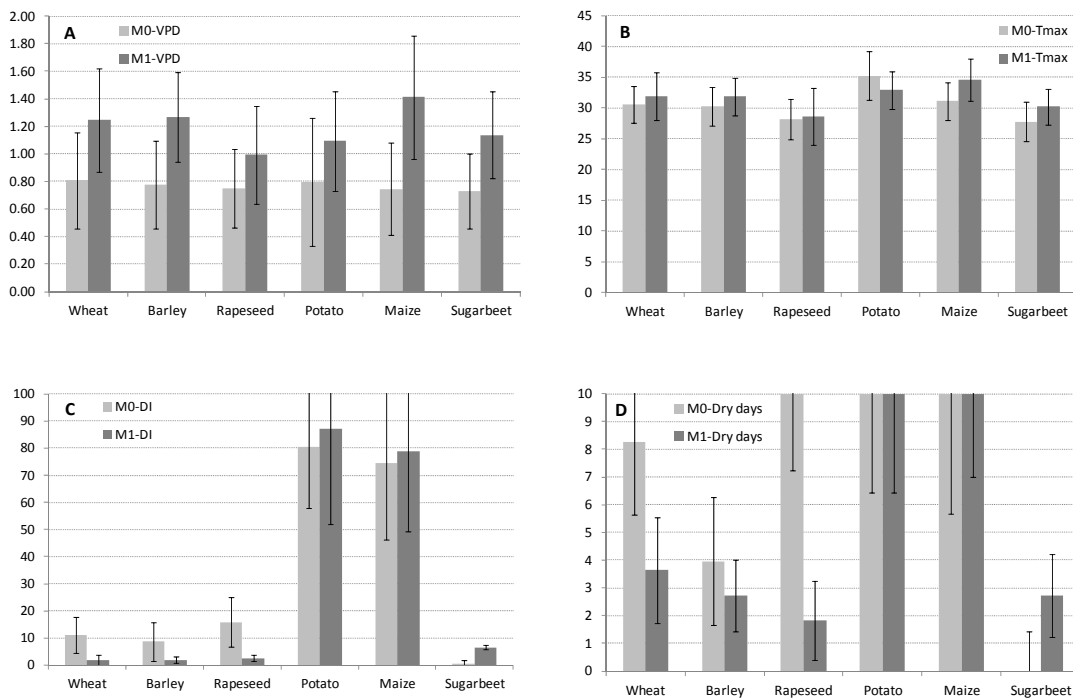 A
M0-VPD
M1-VPD
2.00
1.80
1.60
1.40
1.20
1.00
0.80
0.60
0.40
0.20
0.00
Wheat Barley Rapeseed Potato Maize Sugarbeet
B
M0-Tmax
M1-Tmax
45
40
35
30
25
20
15
10
5
0
Wheat Barley Rapeseed Potato Maize Sugarbeet
C
M0-DI
M1-DI
100
90
80
70
60
50
40
30
20
10
0
Wheat Barley Rapeseed Potato Maize Sugarbeet
D
M0-Dry days
M1-Dry days
10
9
8
7
6
5
4
3
2
1
0
Wheat Barley Rapeseed Potato Maize Sugarbeet